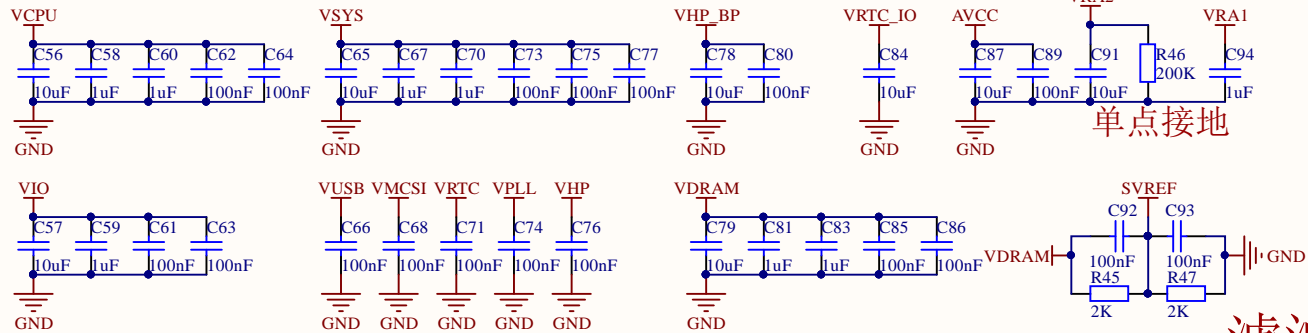 VCPU VSYS VHP_BP VRTC_IO AVCC VRA2 VRA1
C56 C58 C60 C62 C64 C65 C67 C70 C73 C75 C77 C78 C80 C84 C87 C89 C91 R46 C94
200K
10uF 1uF 1uF 100nF 100nF 10uF 1uF 1uF 100nF 100nF 100nF 10uF 100nF 10uF 10uF 100nF 10uF 1uF
单点接地
GND GND GND GND GND
VIO VUSB VMCSI VRTC VPLL VHP VDRAM SVREF
C92 C93
C57 C59 C61 C63 C66 C68 C71 C74 C76 C79 C81 C83 C85 C86
VDRAM GND
10uF 1uF 100nF 100nF 100nF 100nF 100nF 100nF 100nF 10uF 1uF 1uF 100nF 100nF 100nF 100nF
R45 R47
2K 2K
GND GND GND GND GND GND GND